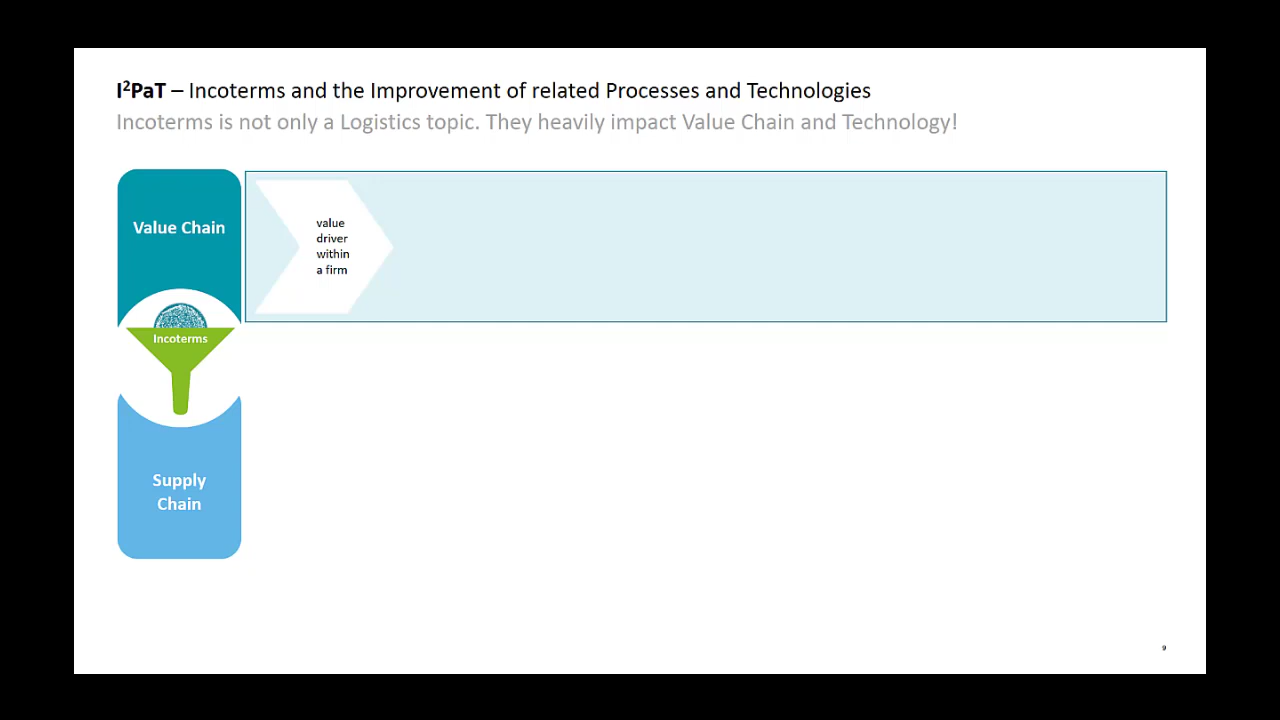 I²PaT – Incoterms and the Improvement of related Processes and Technologies
Incoterms is not only a Logistics topic. They heavily impact Value Chain and Technology!
Value Chain
value
driver
within
a firm
Incoterms
Supply
Chain
9